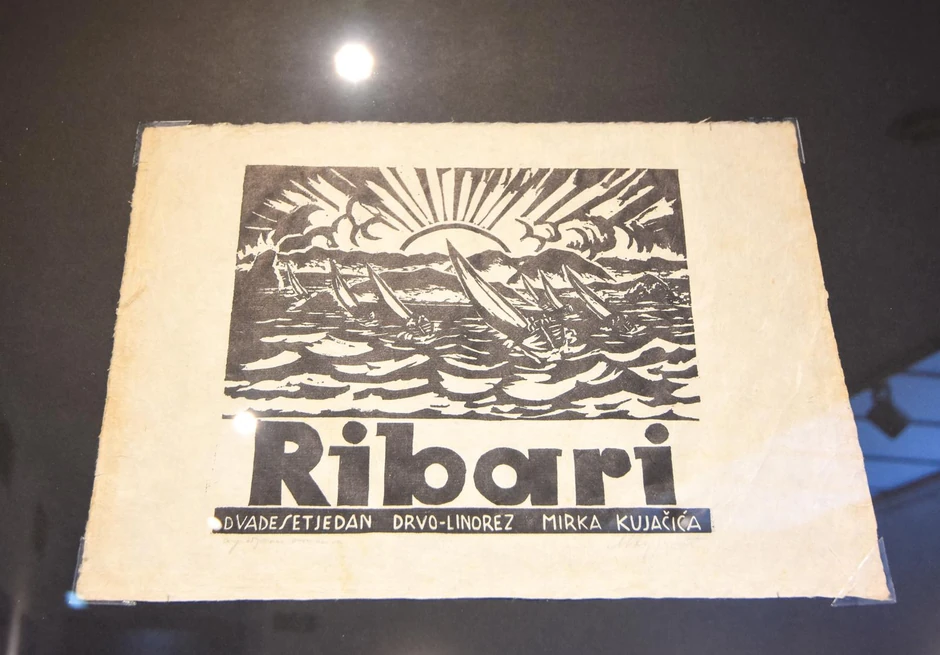 Ribari
DVADESETJEDAN DRVO-LINOREZ MIRKA KUJAČIĆA